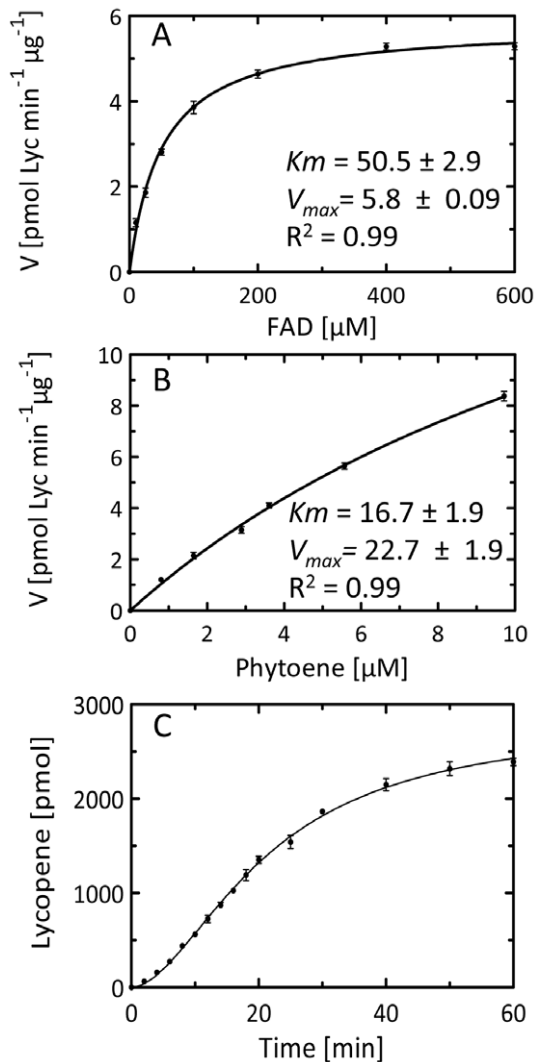 A
V [pmol Lyc min⁻¹ µg⁻¹]
6
4
2
0
Km = 50.5 ± 2.9
Vmax= 5.8 ± 0.09
R² = 0.99
0 200 400 600
FAD [µM]
B
V [pmol Lyc min⁻¹µg⁻¹]
10
8
6
4
2
0
Km = 16.7 ± 1.9
Vmax= 22.7 ± 1.9
R² = 0.99
0 2 4 6 8 10
Phytoene [µM]
C
Lycopene [pmol]
3000
2000
1000
0
0 20 40 60
Time [min]